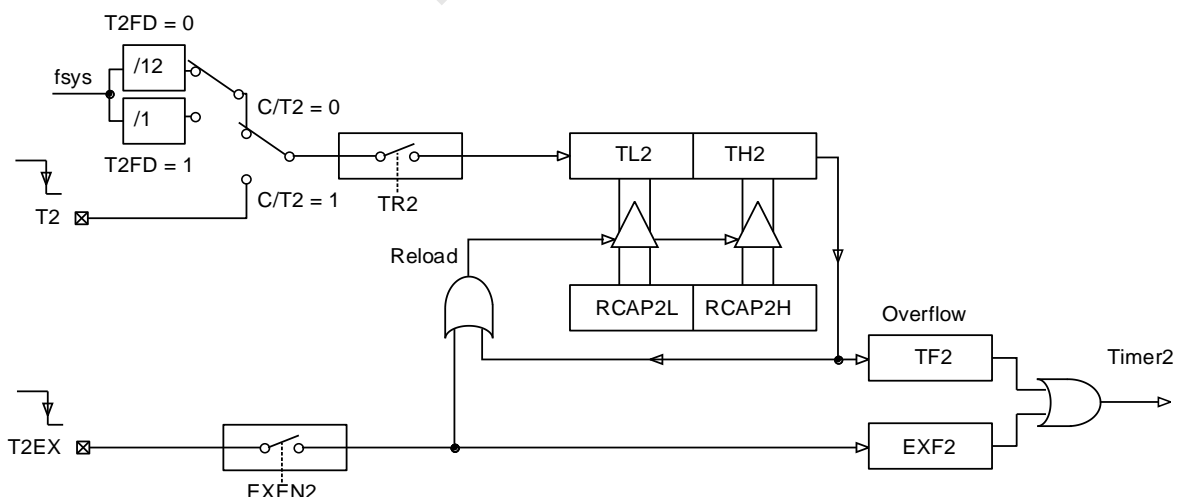 T2FD = 0
/12
fsys
C/T2 = 0
/1
T2FD = 1
TL2
TH2
C/T2 = 1
T2
TR2
Reload
RCAP2L
RCAP2H
Overflow
TF2
Timer2
T2EX
EXF2
EXEN2